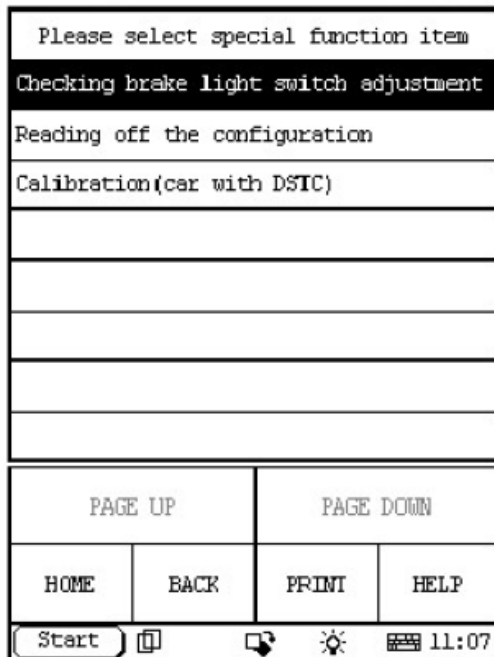 Please select special function item
Checking brake light switch adjustment
Reading off the configuration
Calibration(car with DSTC)
PAGE UP PAGE DOWN
HOME BACK PRINT HELP
Start 11:07